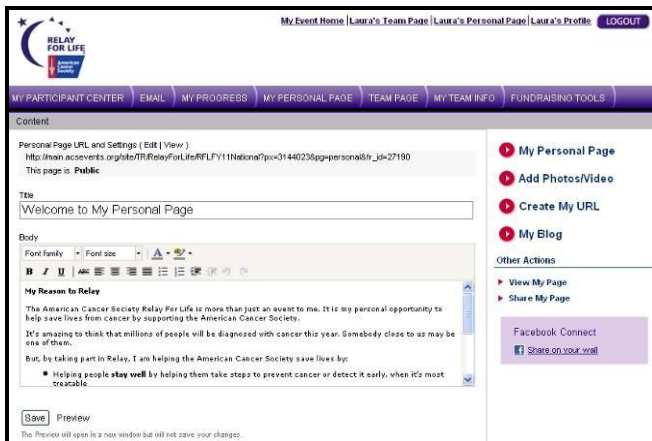 My Event Home | Laura's Team Page | Laura's Personal Page | Laura's Profile LOGOUT
RELAY
FOR LIFE
American
Cancer
Society
MY PARTICIPANT CENTER EMAIL MY PROGRESS MY PERSONAL PAGE TEAM PAGE MY TEAM INFO FUNDRAISING TOOLS
Content
Personal Page URL and Settings ( Edit | View )
http://main.acsevents.org/site/TR/RelayForLife/RFLFY11National?px=3144023&pg=personal&fr_id=27190
This page is Public
Title
Welcome to My Personal Page
Body
Font family Font size A ab
B I U ABC
My Reason to Relay
The American Cancer Society Relay For Life is more than just an event to me. It is my personal opportunity to
help save lives from cancer by supporting the American Cancer Society.
It's amazing to think that millions of people will be diagnosed with cancer this year. Somebody close to us may be
one of them.
But, by taking part in Relay, I am helping the American Cancer Society save lives by:
Helping people stay well by helping them take steps to prevent cancer or detect it early, when it's most
treatable
Save Preview
The Preview will open in a new window but will not save your changes.
My Personal Page
Add Photos/Video
Create My URL
My Blog
Other Actions
View My Page
Share My Page
Facebook Connect
Share on your wall